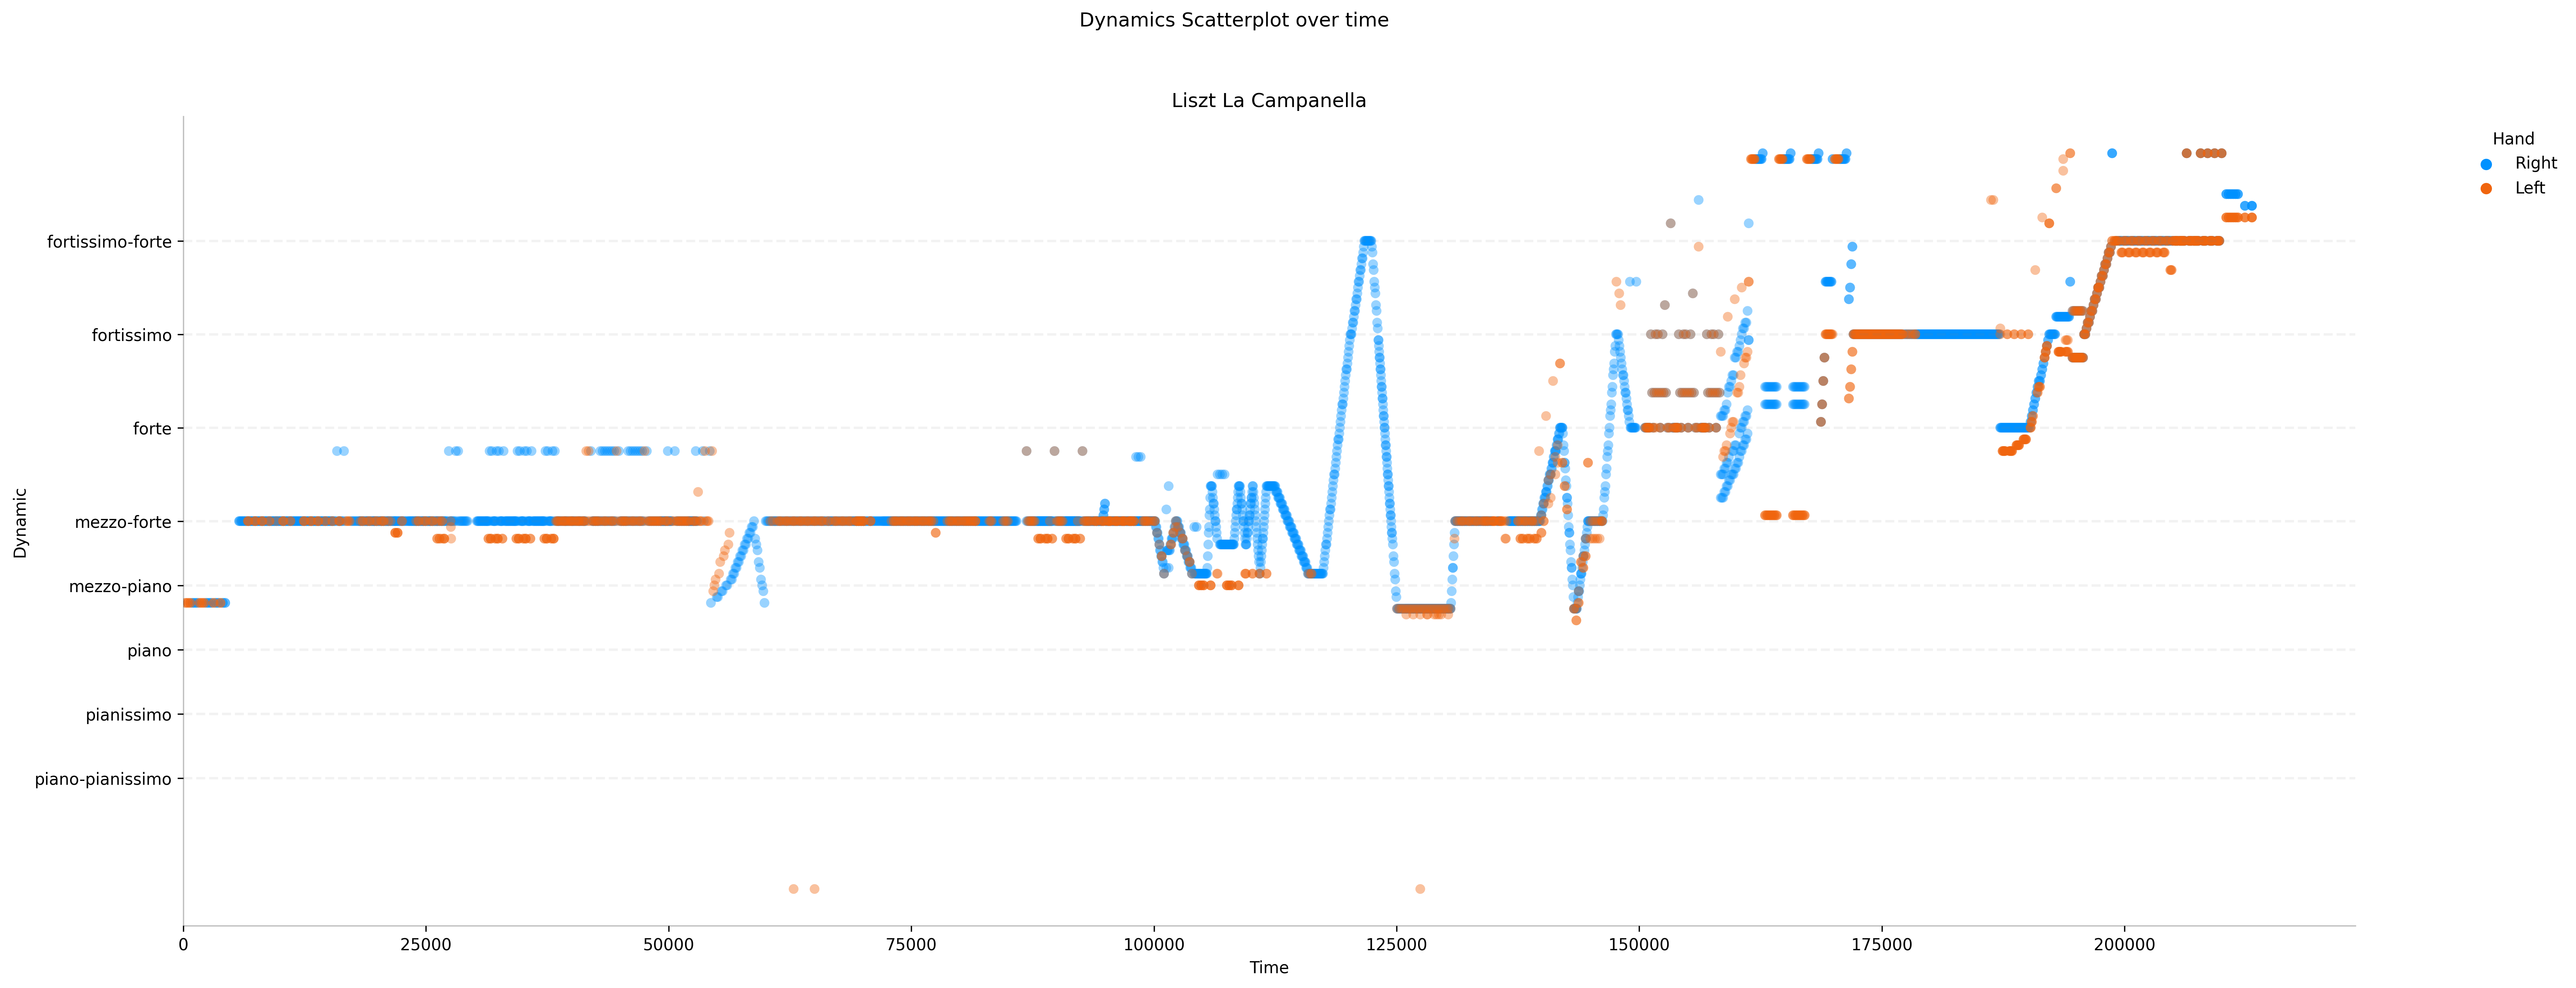 Dynamics Scatterplot over time
Liszt La Campanella
Hand
Right
Left
Dynamic
fortissimo-forte
fortissimo
forte
mezzo-forte
mezzo-piano
piano
pianissimo
piano-pianissimo
0 25000 50000 75000 100000 125000 150000 175000 200000
Time